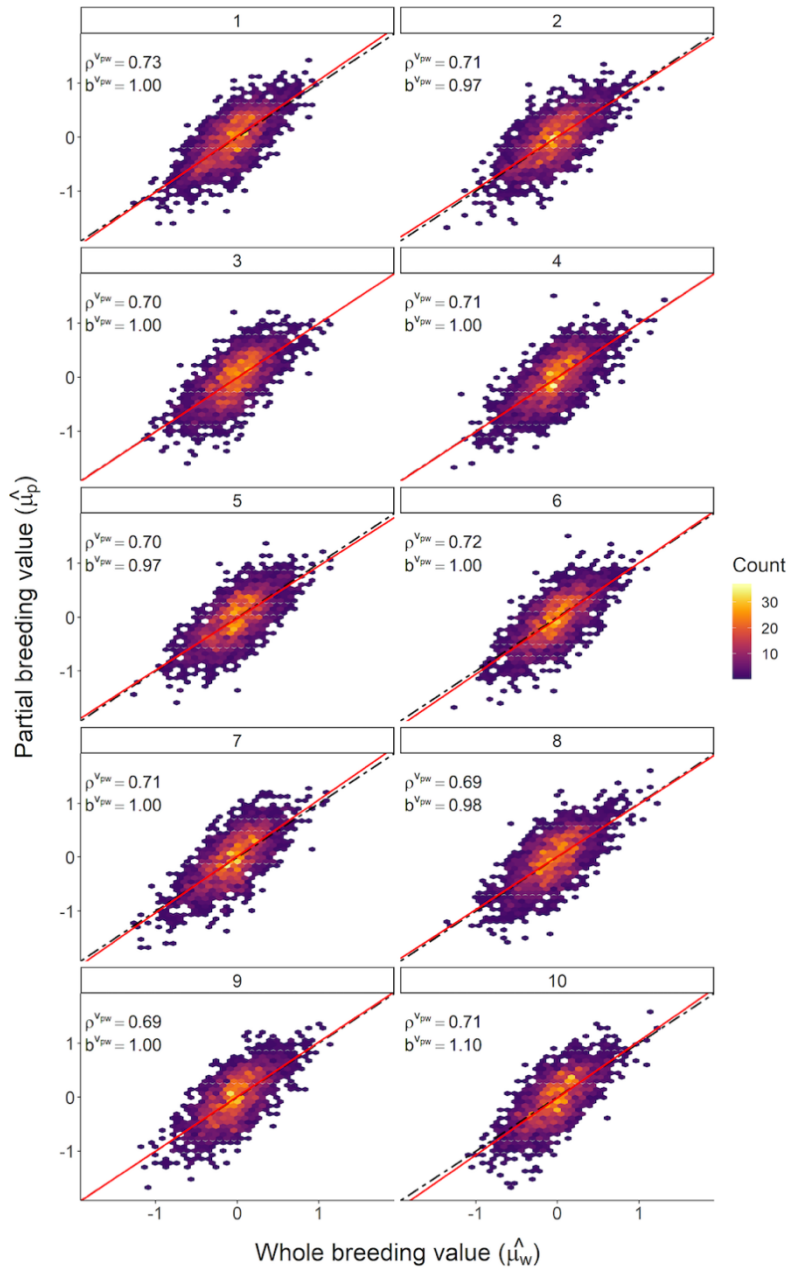 1
2
ρ^vpw = 0.73
b^vpw = 1.00
ρ^vpw = 0.71
b^vpw = 0.97
1
0
-1
3
4
ρ^vpw = 0.70
b^vpw = 1.00
ρ^vpw = 0.71
b^vpw = 1.00
1
0
-1
5
6
ρ^vpw = 0.70
b^vpw = 0.97
ρ^vpw = 0.72
b^vpw = 1.00
1
0
-1
7
8
ρ^vpw = 0.71
b^vpw = 1.00
ρ^vpw = 0.69
b^vpw = 0.98
1
0
-1
9
10
ρ^vpw = 0.69
b^vpw = 1.00
ρ^vpw = 0.71
b^vpw = 1.10
1
0
-1
-1 0 1
-1 0 1
Partial breeding value (μ̂p)
Whole breeding value (μ̂w)
Count
30
20
10